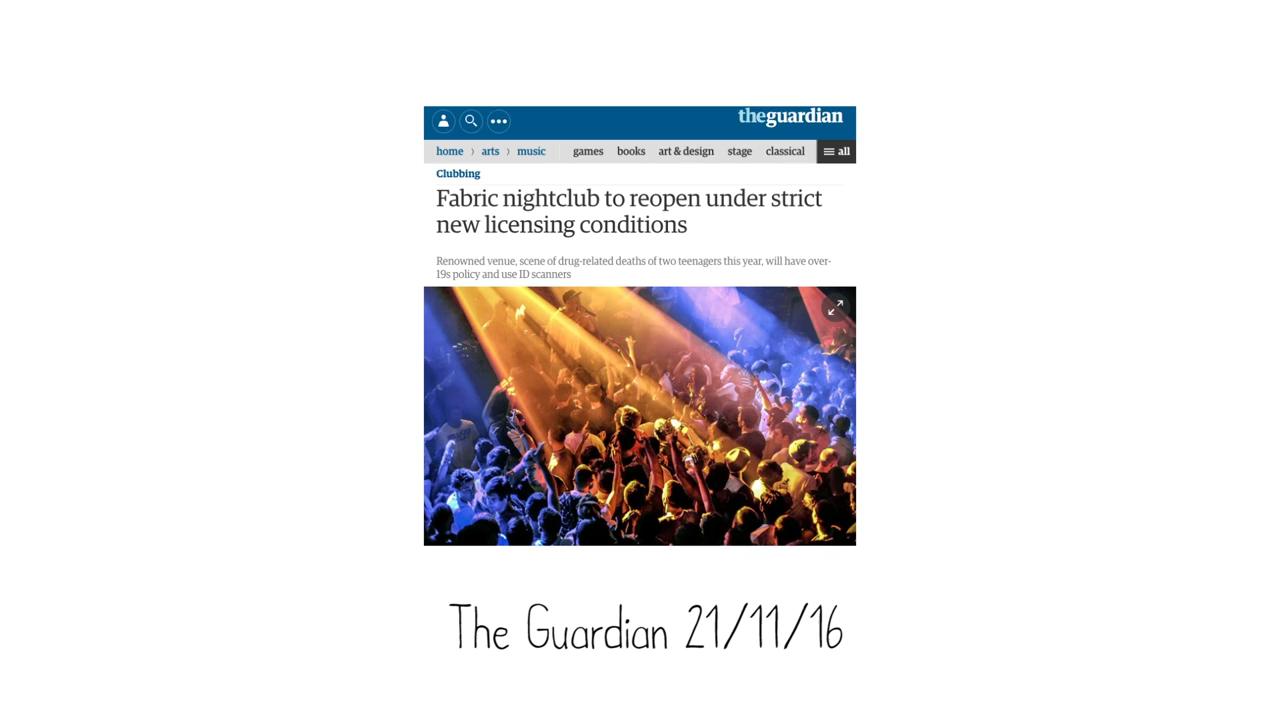 theguardian
home › arts › music games books art & design stage classical all
Clubbing
Fabric nightclub to reopen under strict
new licensing conditions
Renowned venue, scene of drug-related deaths of two teenagers this year, will have over-
19s policy and use ID scanners
The Guardian 21/11/16